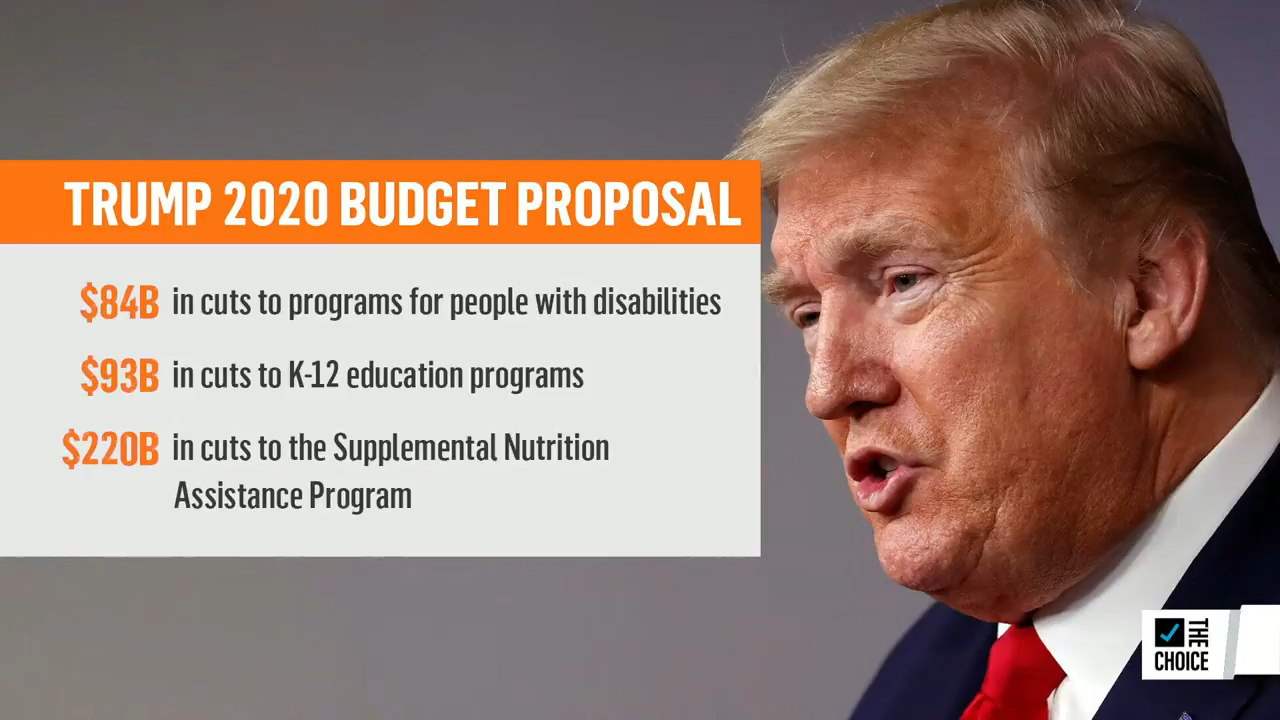 TRUMP 2020 BUDGET PROPOSAL
$84B in cuts to programs for people with disabilities
$93B in cuts to K-12 education programs
$220B in cuts to the Supplemental Nutrition
Assistance Program
THE
CHOICE